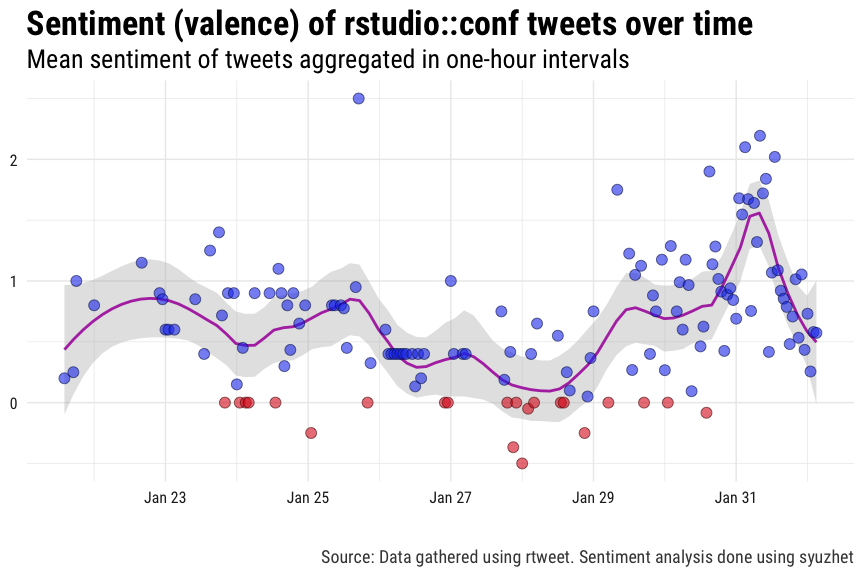 Sentiment (valence) of rstudio::conf tweets over time
Mean sentiment of tweets aggregated in one-hour intervals
2
1
0
Jan 23 Jan 25 Jan 27 Jan 29 Jan 31
Source: Data gathered using rtweet. Sentiment analysis done using syuzhet